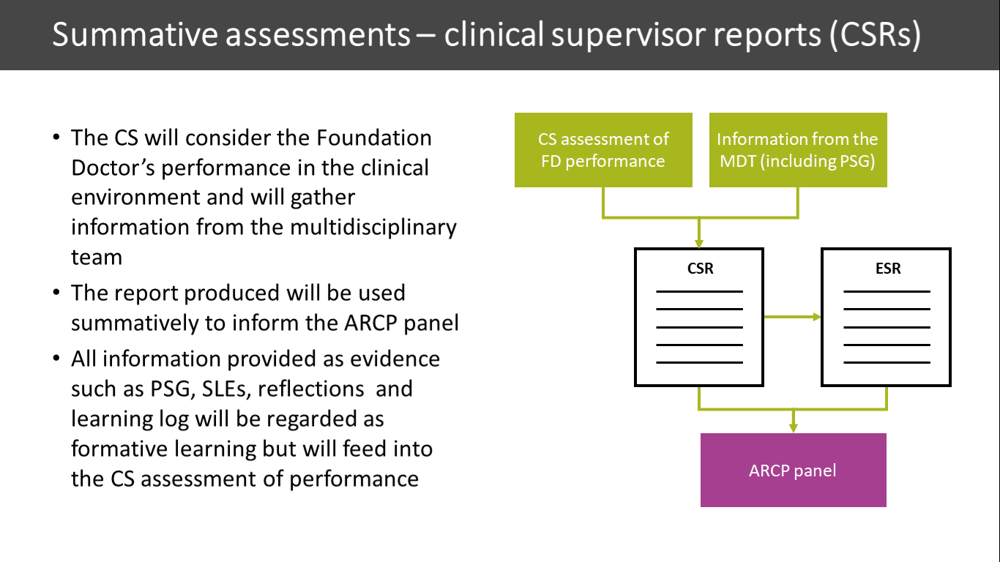 Summative assessments – clinical supervisor reports (CSRs)
• The CS will consider the Foundation
Doctor’s performance in the clinical
environment and will gather
information from the multidisciplinary
team
• The report produced will be used
summatively to inform the ARCP panel
• All information provided as evidence
such as PSG, SLEs, reflections  and
learning log will be regarded as
formative learning but will feed into
the CS assessment of performance
CS assessment of
FD performance
Information from the
MDT (including PSG)
CSR
ESR
ARCP panel